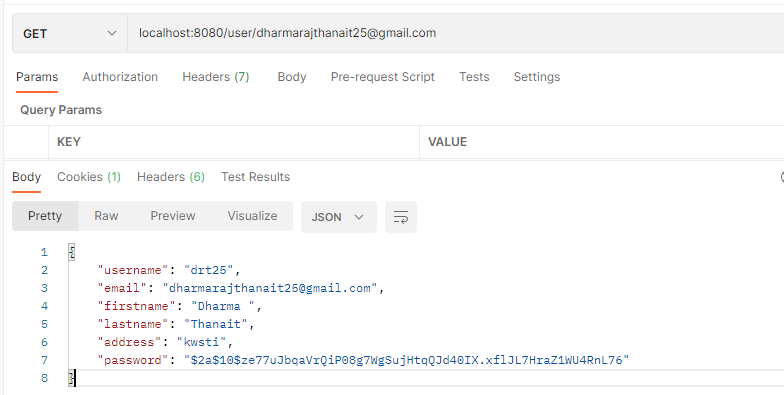 GET localhost:8080/user/dharmarajthanait25@gmail.com
Params Authorization Headers (7) Body Pre-request Script Tests Settings
Query Params
KEY VALUE
Body Cookies (1) Headers (6) Test Results
Pretty Raw Preview Visualize JSON
1 {
2 "username": "drt25",
3 "email": "dharmarajthanait25@gmail.com",
4 "firstname": "Dharma ",
5 "lastname": "Thanait",
6 "address": "kwsti",
7 "password": "$2a$10$ze77uJbqaVrQiP08g7WgSujHtqQJd40IX.xflJL7HraZ1WU4RnL76"
8 }